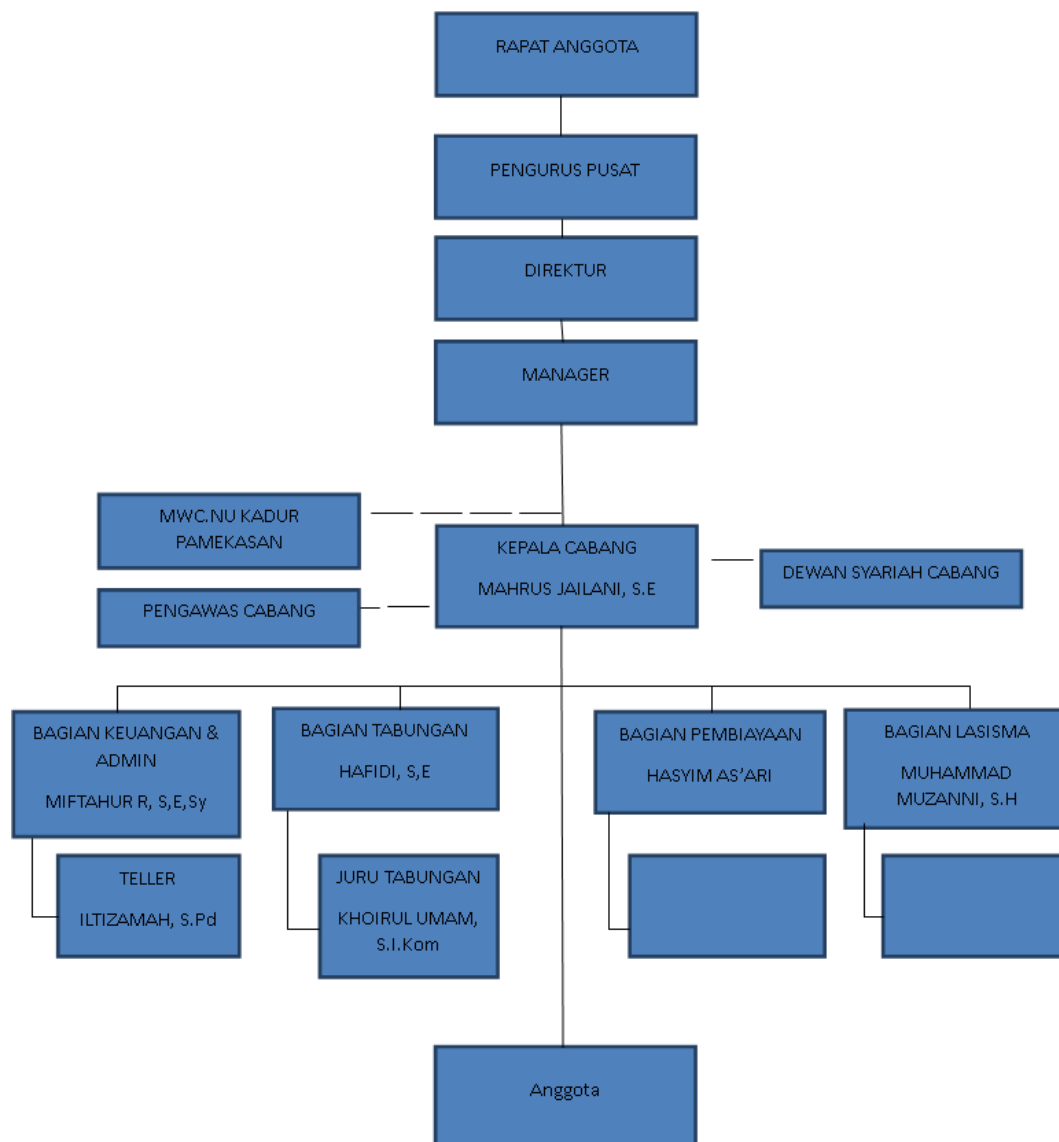 RAPAT ANGGOTA
PENGURUS PUSAT
DIREKTUR
MANAGER
MWC.NU KADUR
PAMEKASAN
KEPALA CABANG
MAHRUS JAILANI, S.E
DEWAN SYARIAH CABANG
PENGAWAS CABANG
BAGIAN KEUANGAN &
ADMIN
MIFTAHUR R, S,E,Sy
BAGIAN TABUNGAN
HAFIDI, S,E
BAGIAN PEMBIAYAAN
HASYIM AS’ARI
BAGIAN LASISMA
MUHAMMAD
MUZANNI, S.H
TELLER
ILTIZAMAH, S.Pd
JURU TABUNGAN
KHOIRUL UMAM,
S.I.Kom
Anggota